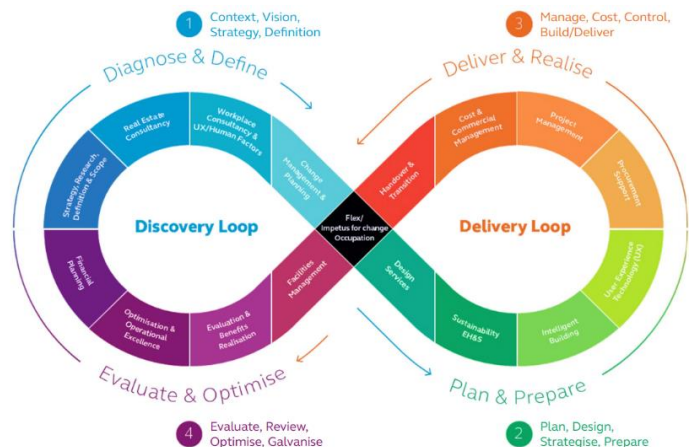 1
Context, Vision,
Strategy, Definition
Diagnose & Define
3
Manage, Cost, Control,
Build/Deliver
Deliver & Realise
Strategy, Research,
Definition & Scope
Real Estate
Consultancy
Workplace
Consultancy &
UX/Human Factors
Change
Management &
Planning
Handover &
Transition
Cost &
Commercial
Management
Project
Management
Procurement
Support
Discovery Loop
Flex/
Impetus for change
Occupation
Delivery Loop
Financial
Planning
Optimisation &
Operational
Excellence
Evaluation &
Benefits
Realisation
Facilities
Management
Design
Services
Sustainability
EH&S
Intelligent
Building
User Experience
Technology (UX)
Evaluate & Optimise
4
Evaluate, Review,
Optimise, Galvanise
Plan & Prepare
2
Plan, Design,
Strategise, Prepare